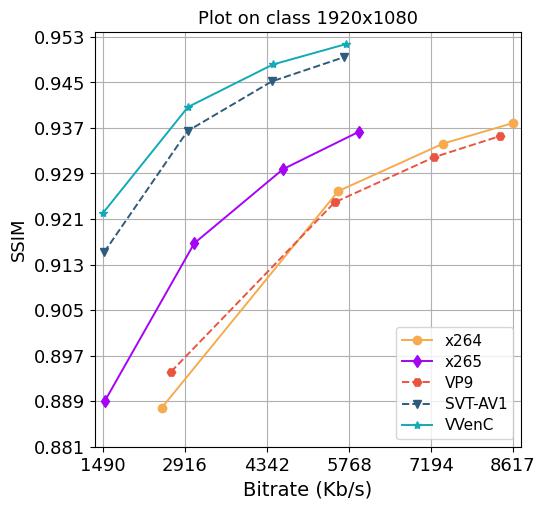 Plot on class 1920x1080
SSIM
0.953
0.945
0.937
0.929
0.921
0.913
0.905
0.897
0.889
0.881
x264
x265
VP9
SVT-AV1
VVenC
1490 2916 4342 5768 7194 8617
Bitrate (Kb/s)